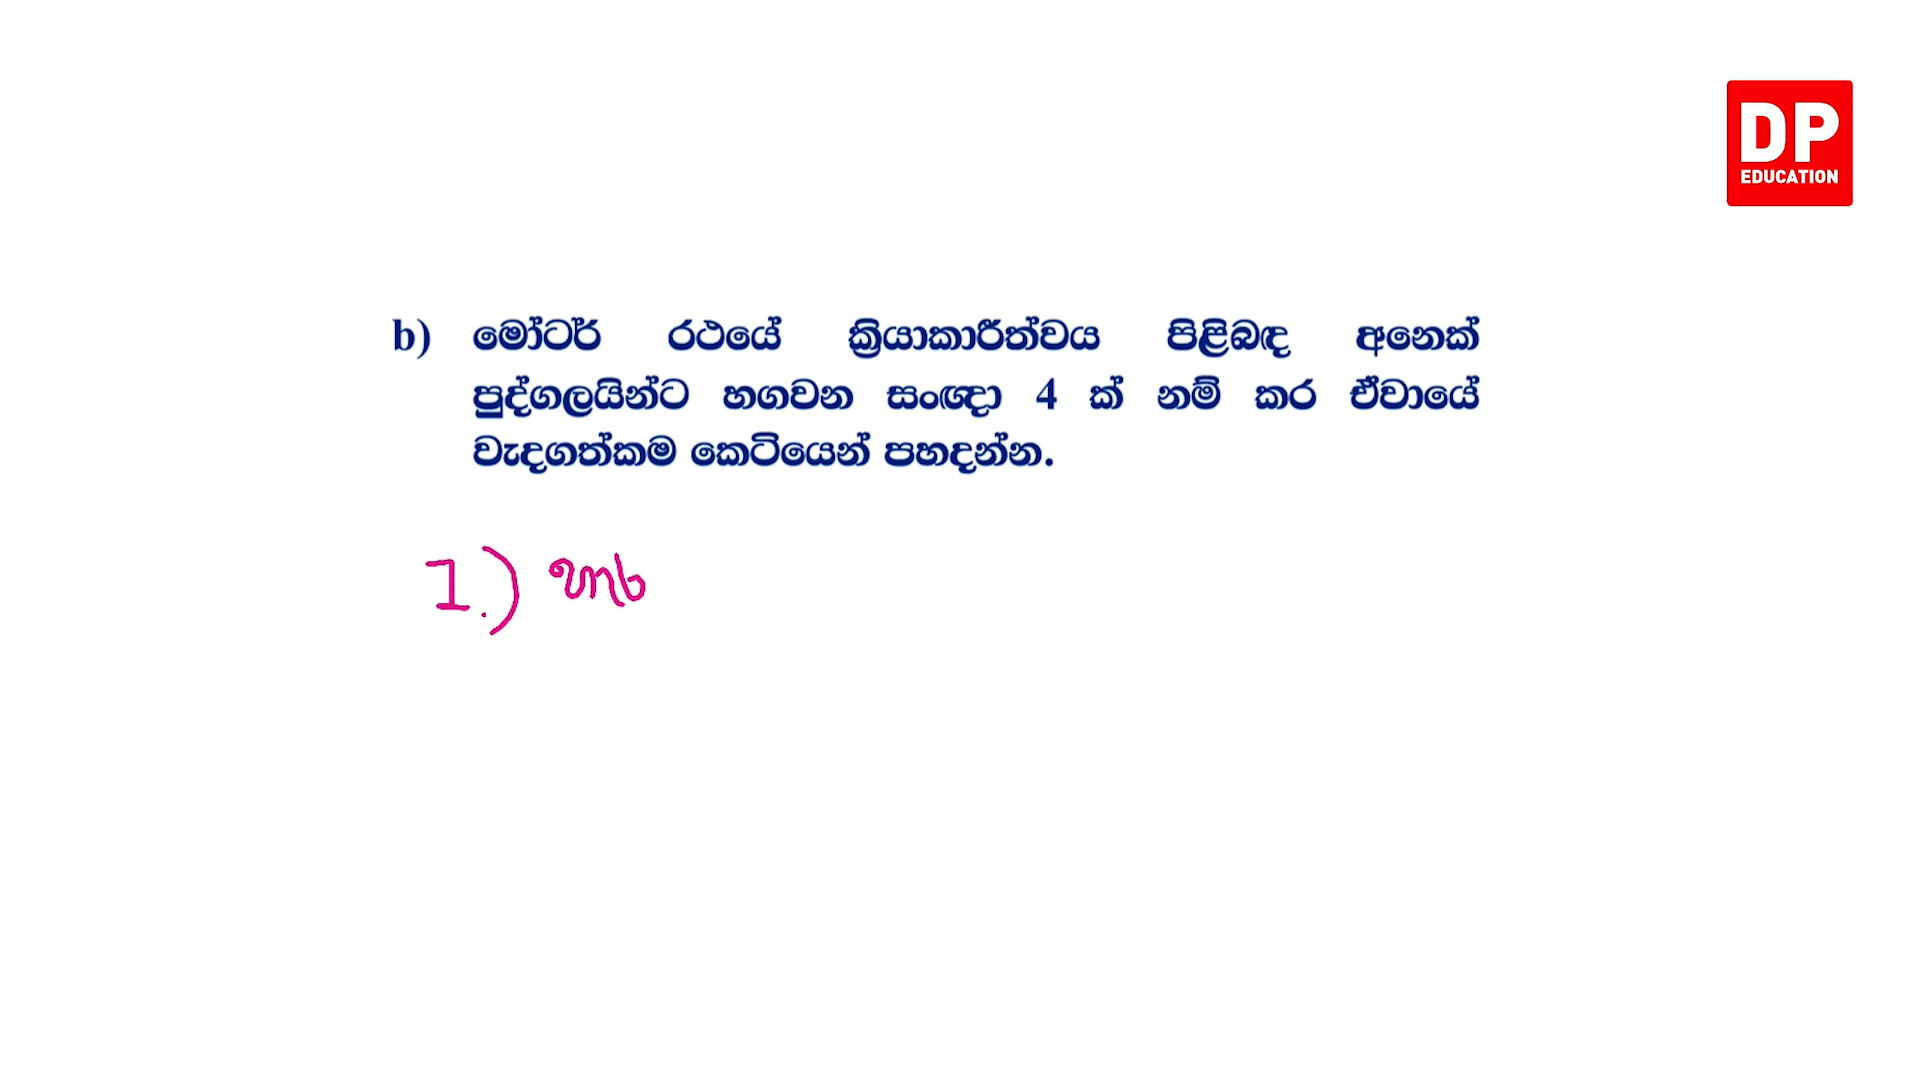 DP
EDUCATION
b) මෝටර් රථයේ ක්‍රියාකාරීත්වය පිළිබඳ අනෙක්
පුද්ගලයින්ට හගවන සංඥා 4 ක් නම් කර ඒවායේ
වැදගත්කම කෙටියෙන් පහදන්න.
1.) හැර